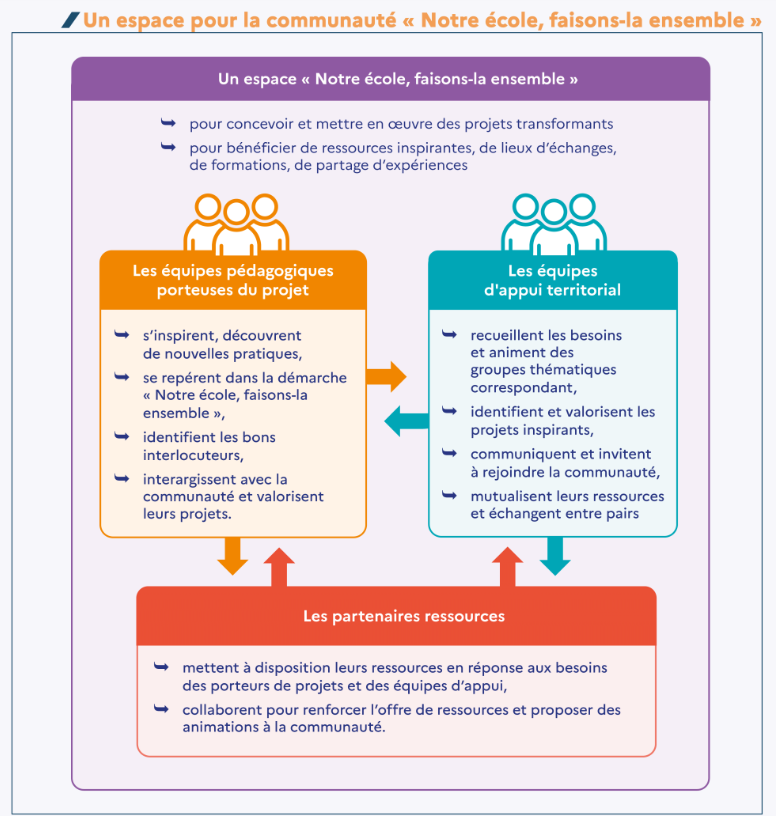 Un espace pour la communauté « Notre école, faisons-la ensemble »
Un espace « Notre école, faisons-la ensemble »
pour concevoir et mettre en œuvre des projets transformants
pour bénéficier de ressources inspirantes, de lieux d'échanges,
de formations, de partage d'expériences
Les équipes pédagogiques
porteuses du projet
s'inspirent, découvrent
de nouvelles pratiques,
se repérent dans la démarche
« Notre école, faisons-la
ensemble »,
identifient les bons
interlocuteurs,
interargissent avec la
communauté et valorisent
leurs projets.
Les équipes
d'appui territorial
recueillent les besoins
et animent des
groupes thématiques
correspondant,
identifient et valorisent les
projets inspirants,
communiquent et invitent
à rejoindre la communauté,
mutualisent leurs ressources
et échangent entre pairs
Les partenaires ressources
mettent à disposition leurs ressources en réponse aux besoins
des porteurs de projets et des équipes d'appui,
collaborent pour renforcer l'offre de ressources et proposer des
animations à la communauté.